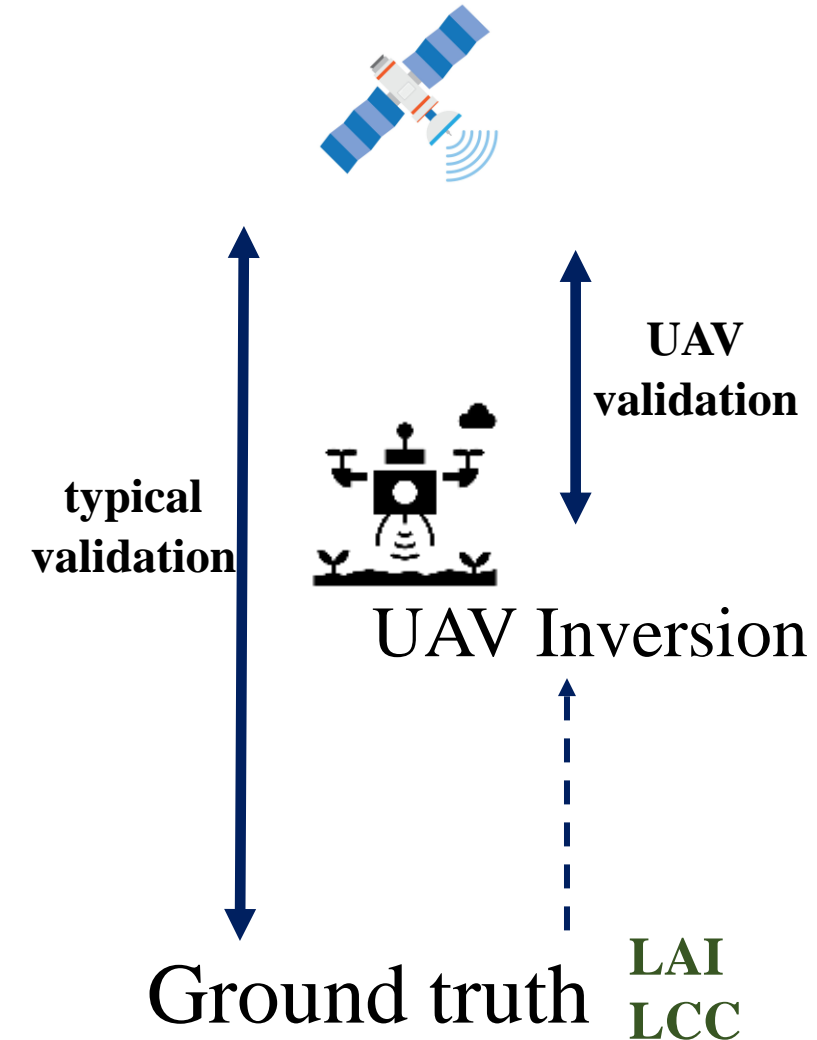 UAV
validation
typical
validation
UAV Inversion
Ground truth
LAI
LCC